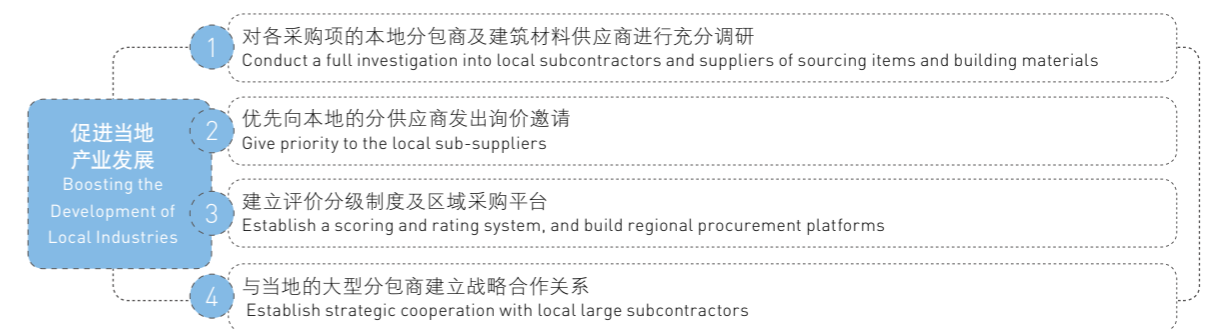 促进当地
产业发展
Boosting the
Development of
Local Industries
1
对各采购项的本地分包商及建筑材料供应商进行充分调研
Conduct a full investigation into local subcontractors and suppliers of sourcing items and building materials
2
优先向本地的分供应商发出询价邀请
Give priority to the local sub-suppliers
3
建立评价分级制度及区域采购平台
Establish a scoring and rating system, and build regional procurement platforms
4
与当地的大型分包商建立战略合作关系
Establish strategic cooperation with local large subcontractors